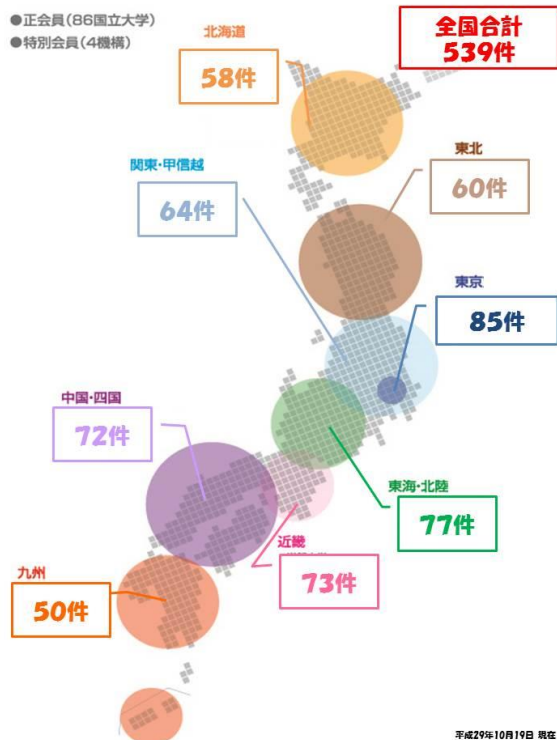 ●正会員(86国立大学)
●特別会員(4機構)
全国合計
539件
北海道
58件
関東・甲信越
64件
東北
60件
東京
85件
中国・四国
72件
東海・北陸
77件
近畿
73件
九州
50件
平成29年10月19日 現在